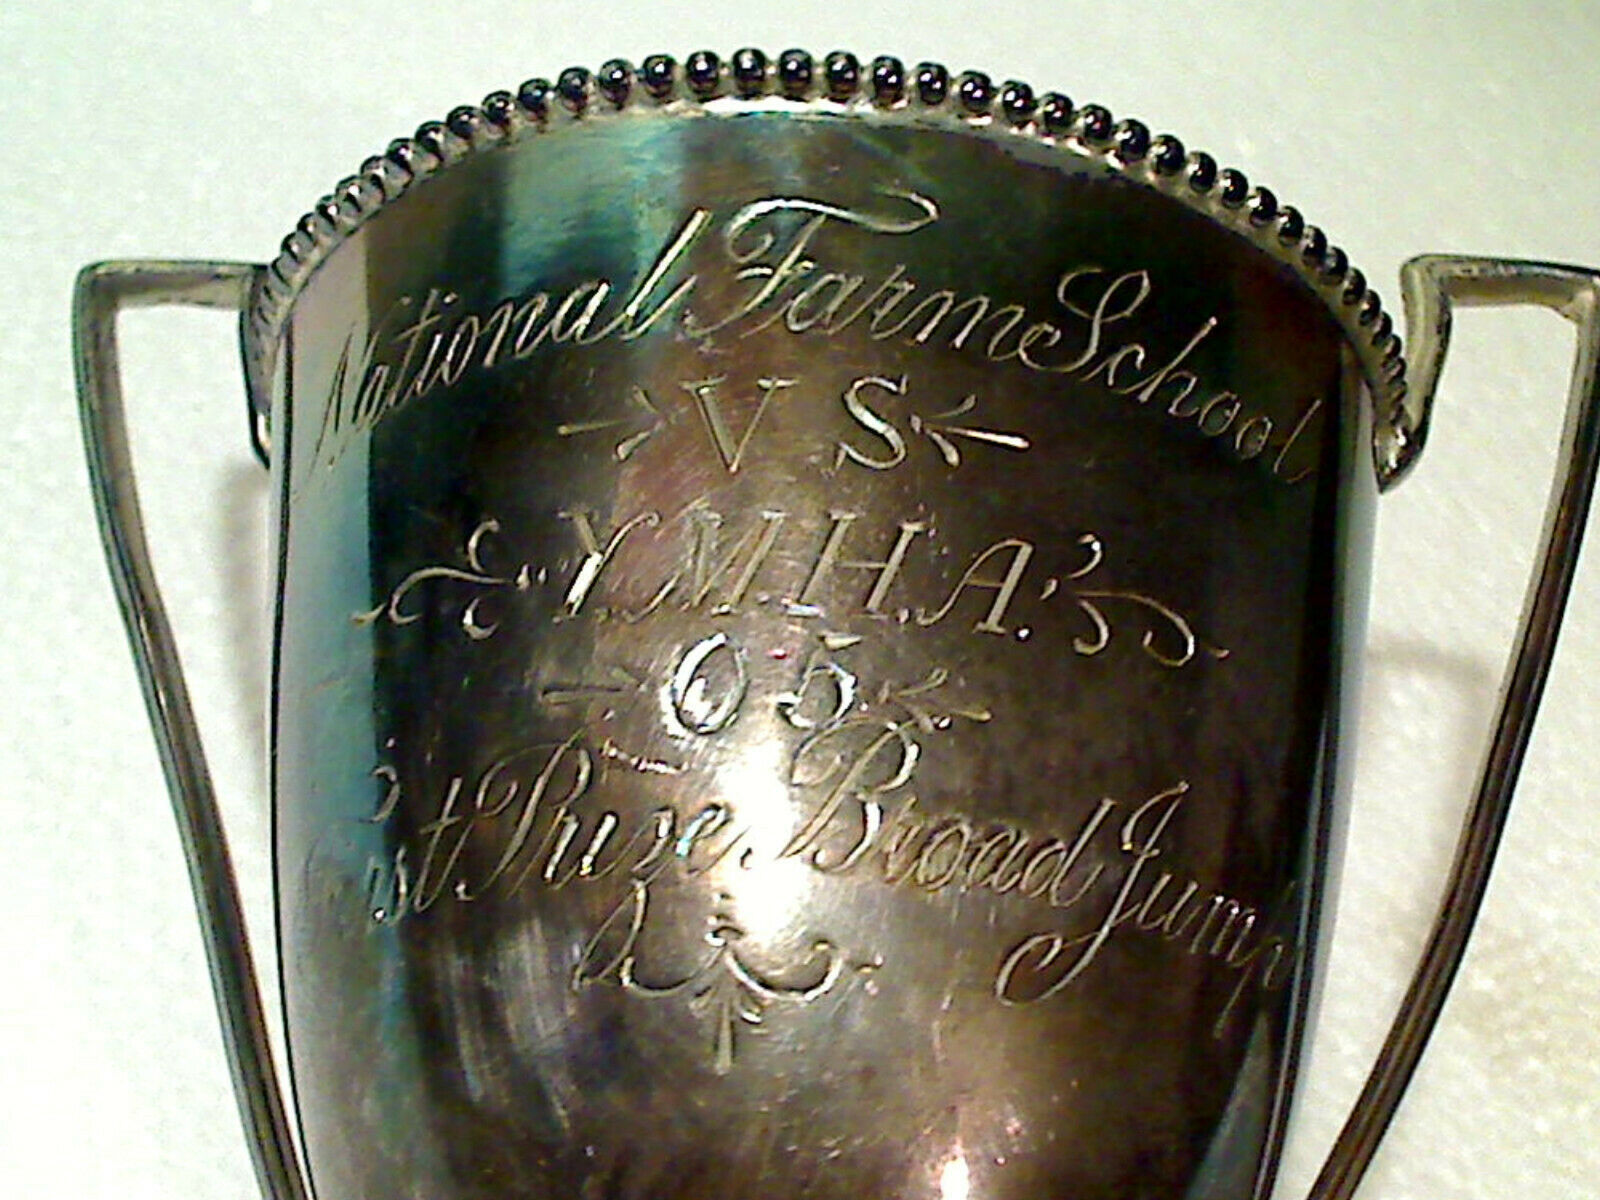 National Farm School
VS
"Y.M.H.A."
05
First Prize. Broad Jump